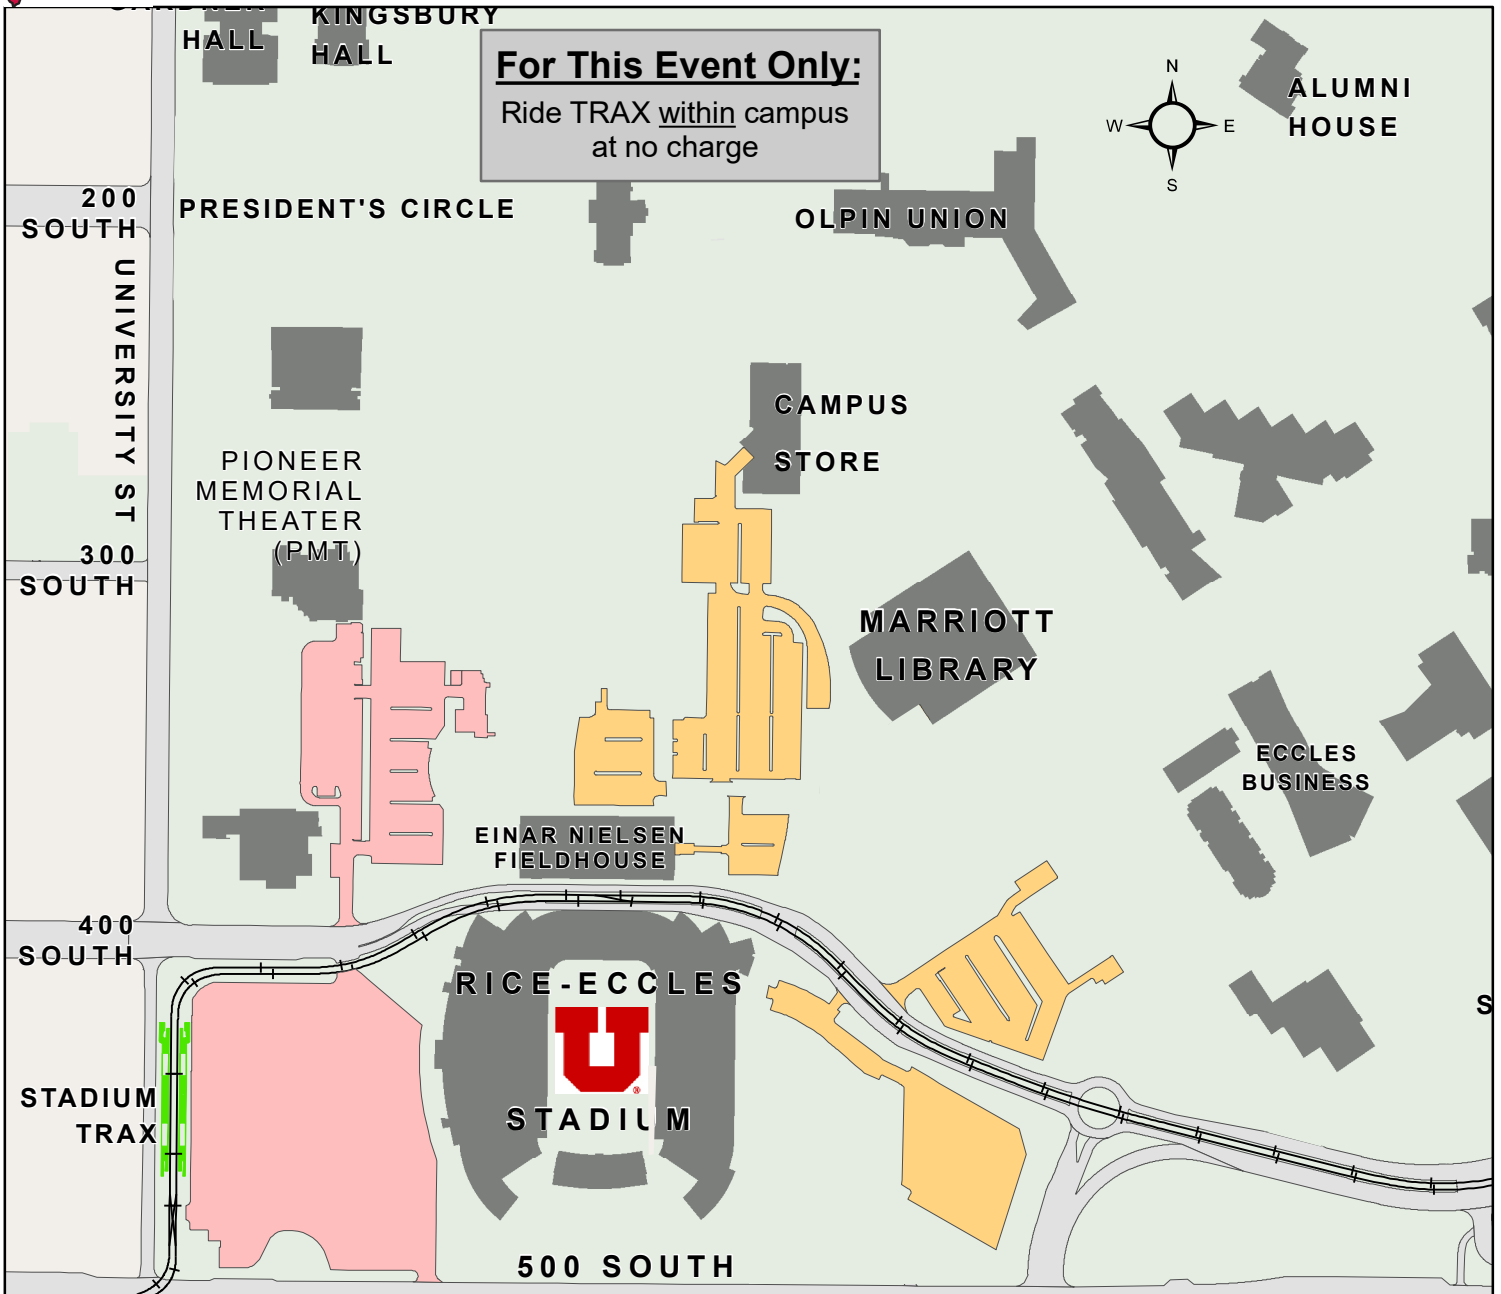 KINGSBURY
HALL
HALL
For This Event Only:
Ride TRAX within campus
at no charge
N
W
E
S
ALUMNI
HOUSE
200
SOUTH
PRESIDENT'S CIRCLE
OLPIN UNION
UNIVERSITY ST
CAMPUS
STORE
PIONEER
MEMORIAL
THEATER
(PMT)
300
SOUTH
MARRIOTT
LIBRARY
ECCLES
BUSINESS
EINAR NIELSEN
FIELDHOUSE
400
SOUTH
RICE-ECCLES
U
®
STADIUM
S
STADIUM
TRAX
500 SOUTH